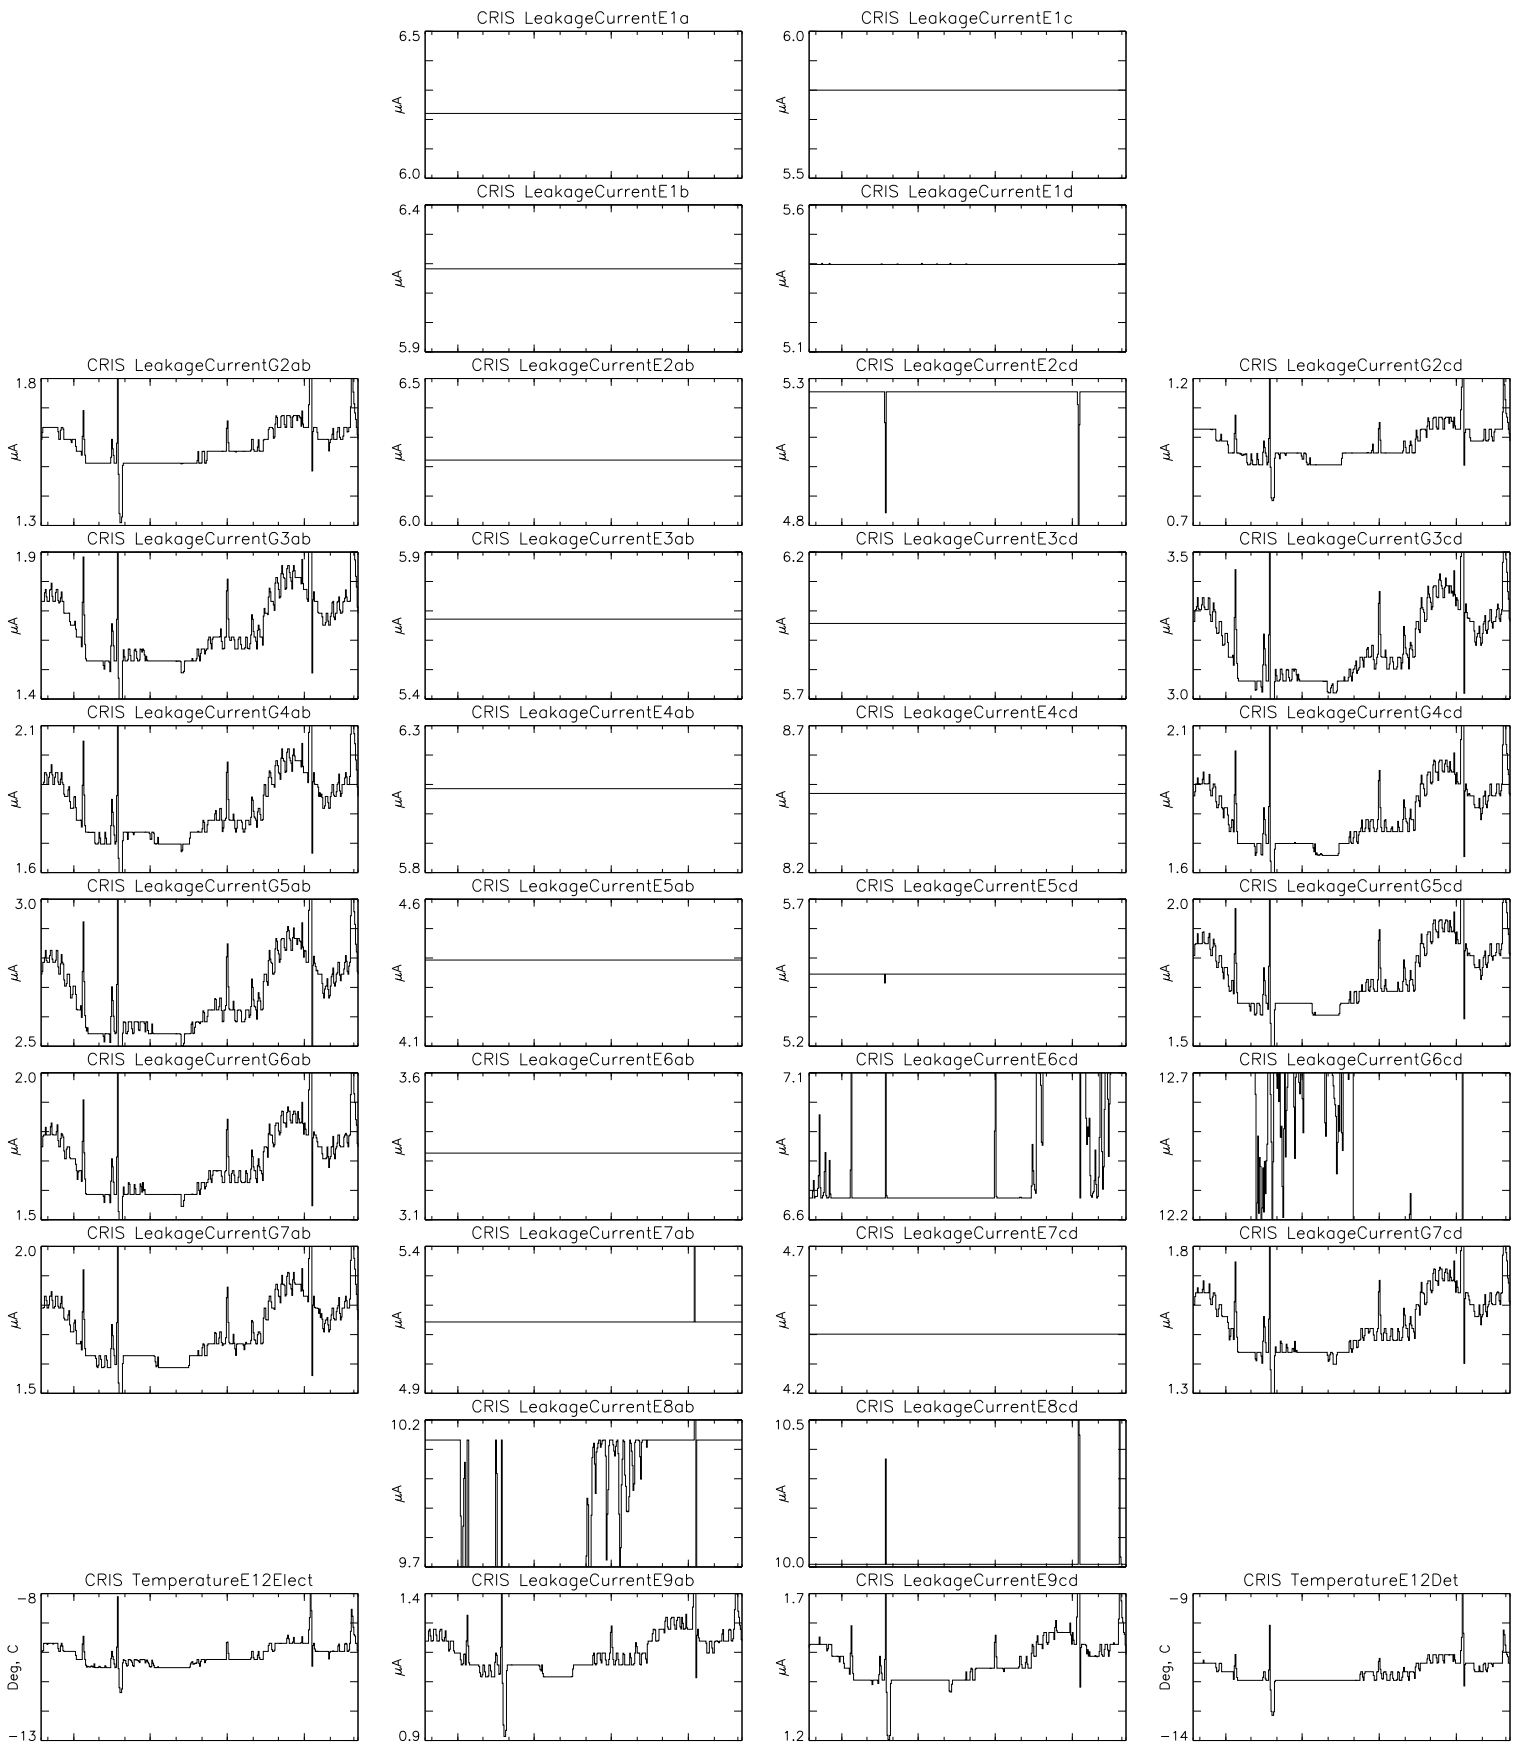 CRIS LeakageCurrentE1a CRIS LeakageCurrentE1c
6.5 6.0
μA μA
6.0 5.5
CRIS LeakageCurrentE1b CRIS LeakageCurrentE1d
6.4 5.6
μA μA
5.9 5.1
CRIS LeakageCurrentG2ab CRIS LeakageCurrentE2ab CRIS LeakageCurrentE2cd CRIS LeakageCurrentG2cd
1.8 6.5 5.3 1.2
μA μA μA μA
1.3 6.0 4.8 0.7
CRIS LeakageCurrentG3ab CRIS LeakageCurrentE3ab CRIS LeakageCurrentE3cd CRIS LeakageCurrentG3cd
1.9 5.9 6.2 3.5
μA μA μA μA
1.4 5.4 5.7 3.0
CRIS LeakageCurrentG4ab CRIS LeakageCurrentE4ab CRIS LeakageCurrentE4cd CRIS LeakageCurrentG4cd
2.1 6.3 8.7 2.1
μA μA μA μA
1.6 5.8 8.2 1.6
CRIS LeakageCurrentG5ab CRIS LeakageCurrentE5ab CRIS LeakageCurrentE5cd CRIS LeakageCurrentG5cd
3.0 4.6 5.7 2.0
μA μA μA μA
2.5 4.1 5.2 1.5
CRIS LeakageCurrentG6ab CRIS LeakageCurrentE6ab CRIS LeakageCurrentE6cd CRIS LeakageCurrentG6cd
2.0 3.6 7.1 12.7
μA μA μA μA
1.5 3.1 6.6 12.2
CRIS LeakageCurrentG7ab CRIS LeakageCurrentE7ab CRIS LeakageCurrentE7cd CRIS LeakageCurrentG7cd
2.0 5.4 4.7 1.8
μA μA μA μA
1.5 4.9 4.2 1.3
CRIS LeakageCurrentE8ab CRIS LeakageCurrentE8cd
10.2 10.5
μA μA
9.7 10.0
CRIS TemperatureE12Elect CRIS LeakageCurrentE9ab CRIS LeakageCurrentE9cd CRIS TemperatureE12Det
-8 1.4 1.7 -9
Deg, C μA μA Deg, C
-13 0.9 1.2 -14